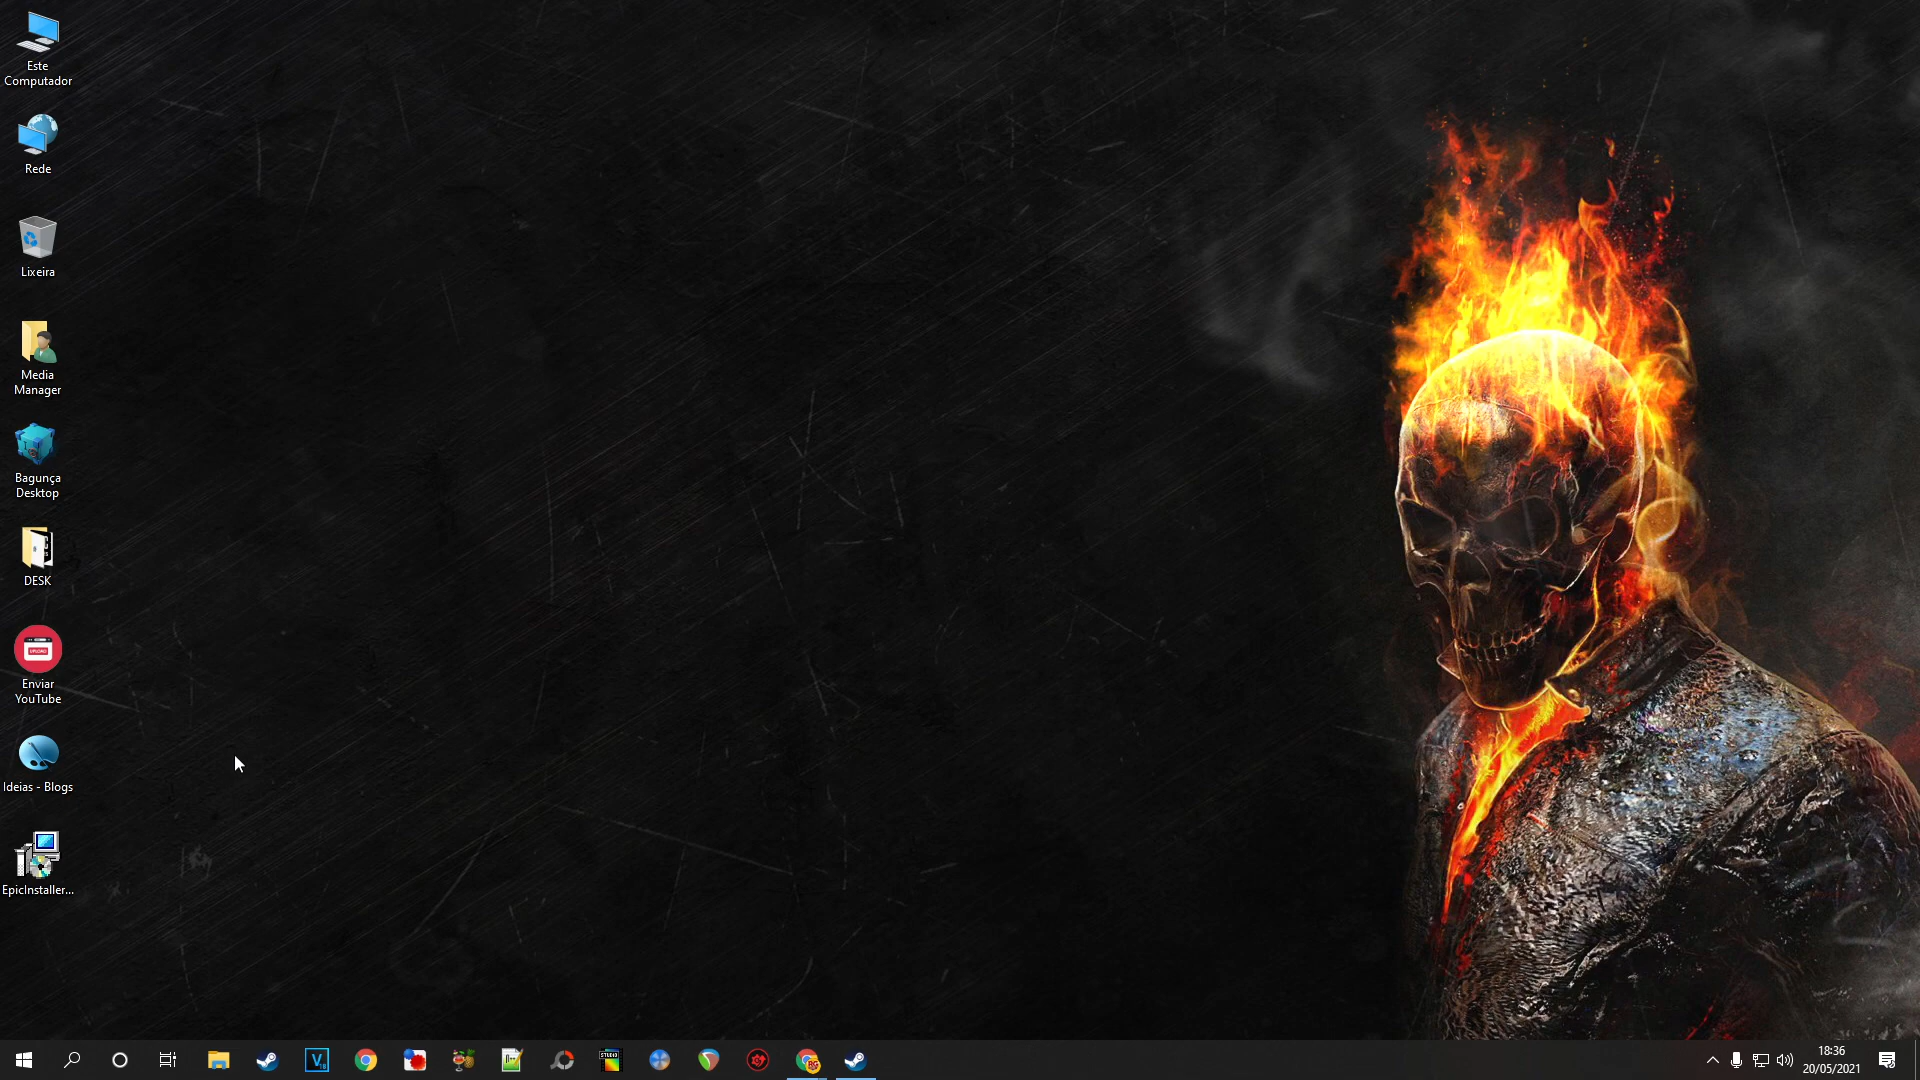 Este
Computador
Rede
Lixeira
Media
Manager
Bagunça
Desktop
DESK
UPLOAD
Enviar
YouTube
Ideias - Blogs
EpicInstaller...
18:36
20/05/2021